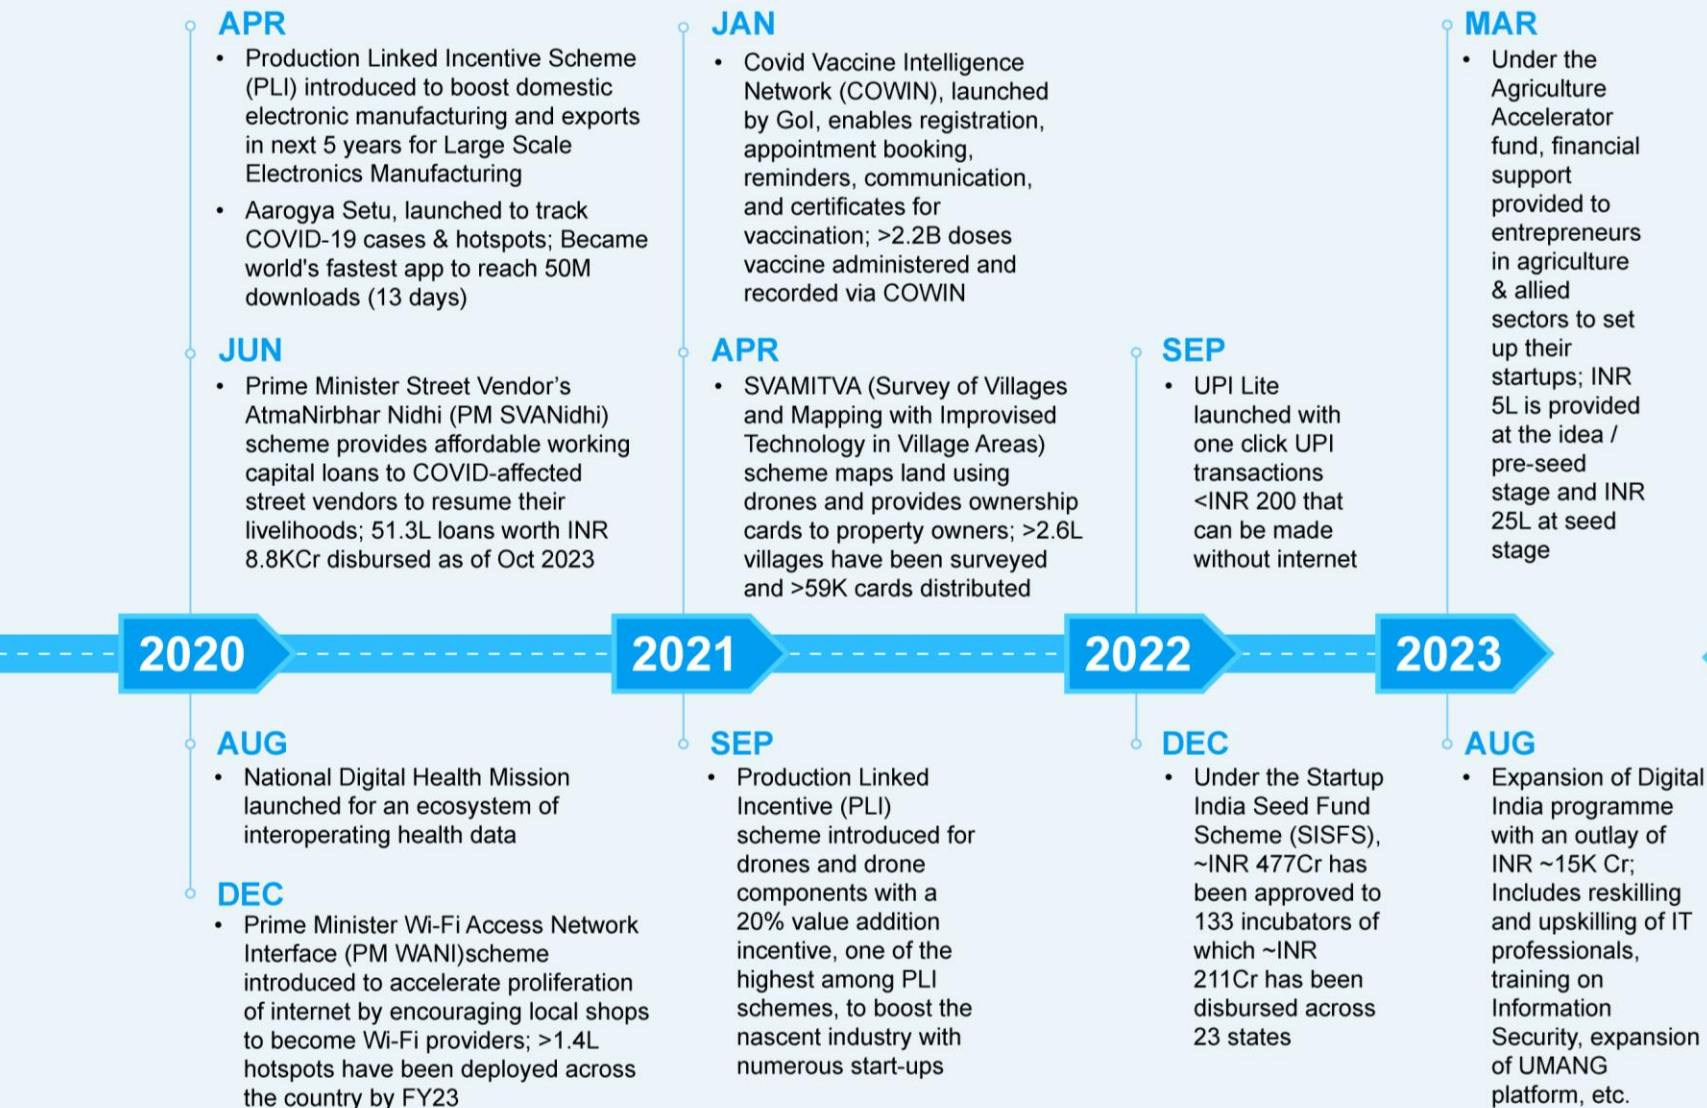 APR
• Production Linked Incentive Scheme
(PLI) introduced to boost domestic
electronic manufacturing and exports
in next 5 years for Large Scale
Electronics Manufacturing
• Aarogya Setu, launched to track
COVID-19 cases & hotspots; Became
world's fastest app to reach 50M
downloads (13 days)
JUN
• Prime Minister Street Vendor’s
AtmaNirbhar Nidhi (PM SVANidhi)
scheme provides affordable working
capital loans to COVID-affected
street vendors to resume their
livelihoods; 51.3L loans worth INR
8.8KCr disbursed as of Oct 2023
JAN
• Covid Vaccine Intelligence
Network (COWIN), launched
by GoI, enables registration,
appointment booking,
reminders, communication,
and certificates for
vaccination; >2.2B doses
vaccine administered and
recorded via COWIN
APR
• SVAMITVA (Survey of Villages
and Mapping with Improvised
Technology in Village Areas)
scheme maps land using
drones and provides ownership
cards to property owners; >2.6L
villages have been surveyed
and >59K cards distributed
SEP
• UPI Lite
launched with
one click UPI
transactions
<INR 200 that
can be made
without internet
MAR
• Under the
Agriculture
Accelerator
fund, financial
support
provided to
entrepreneurs
in agriculture
& allied
sectors to set
up their
startups; INR
5L is provided
at the idea /
pre-seed
stage and INR
25L at seed
stage
2020
2021
2022
2023
AUG
• National Digital Health Mission
launched for an ecosystem of
interoperating health data
DEC
• Prime Minister Wi-Fi Access Network
Interface (PM WANI)scheme
introduced to accelerate proliferation
of internet by encouraging local shops
to become Wi-Fi providers; >1.4L
hotspots have been deployed across
the country by FY23
SEP
• Production Linked
Incentive (PLI)
scheme introduced for
drones and drone
components with a
20% value addition
incentive, one of the
highest among PLI
schemes, to boost the
nascent industry with
numerous start-ups
DEC
• Under the Startup
India Seed Fund
Scheme (SISFS),
~INR 477Cr has
been approved to
133 incubators of
which ~INR
211Cr has been
disbursed across
23 states
AUG
• Expansion of Digital
India programme
with an outlay of
INR ~15K Cr;
Includes reskilling
and upskilling of IT
professionals,
training on
Information
Security, expansion
of UMANG
platform, etc.